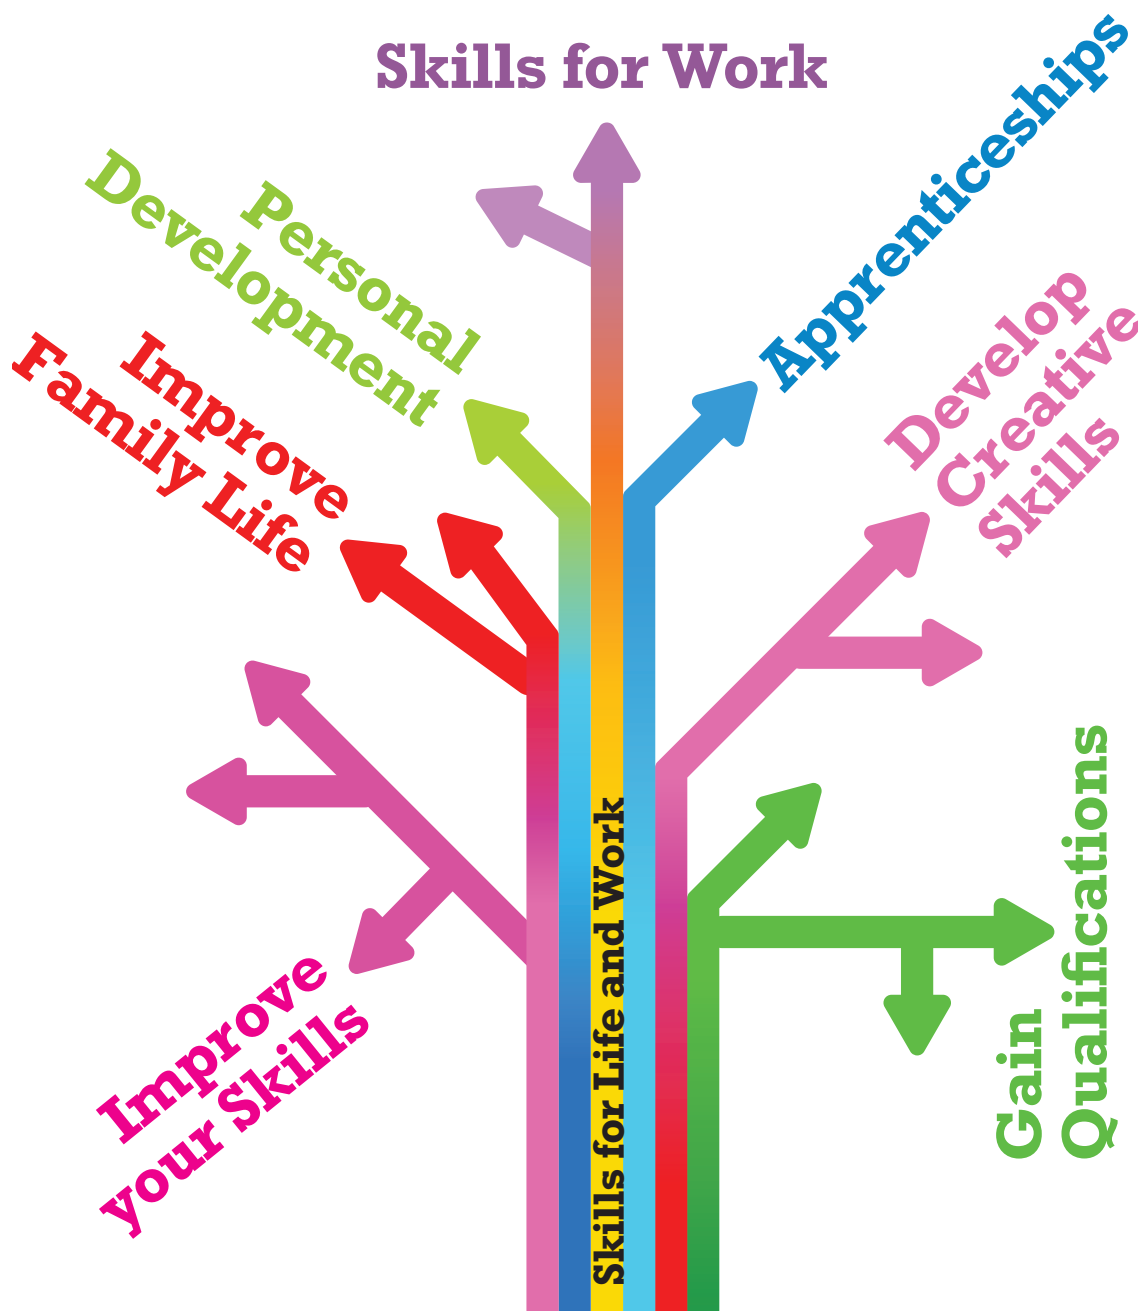 Skills for Work
Apprenticeships
Personal
Development
Develop
Creative
Skills
Improve
Family Life
Gain
Qualifications
Skills for Life and Work
Improve
your Skills